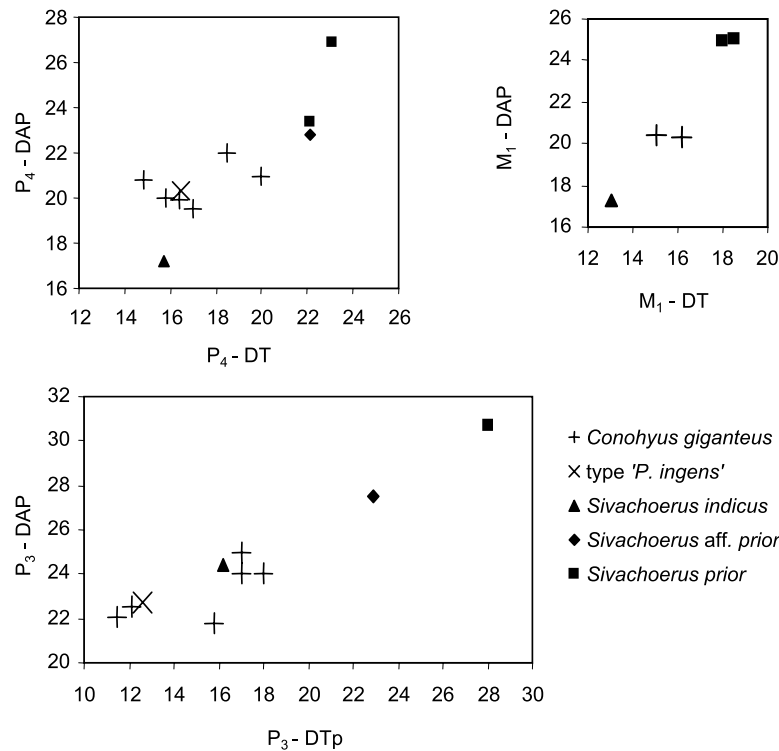 28
26
24
22
20
18
16
P4 - DAP
12 14 16 18 20 22 24 26
P4 - DT
26
24
22
20
18
16
M1 - DAP
12 14 16 18 20
M1 - DT
32
30
28
26
24
22
20
P3 - DAP
10 12 14 16 18 20 22 24 26 28 30
P3 - DTp
Conohyus giganteus
type 'P. ingens'
Sivachoerus indicus
Sivachoerus aff. prior
Sivachoerus prior